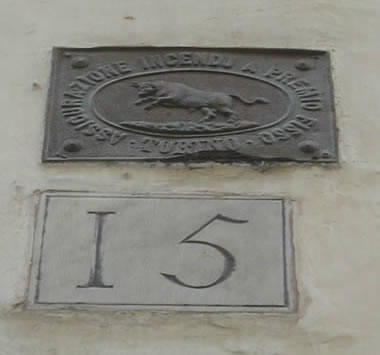 ASSICURAZIONE INCENDI A PREMIO FISSO
· TORINO ·
15